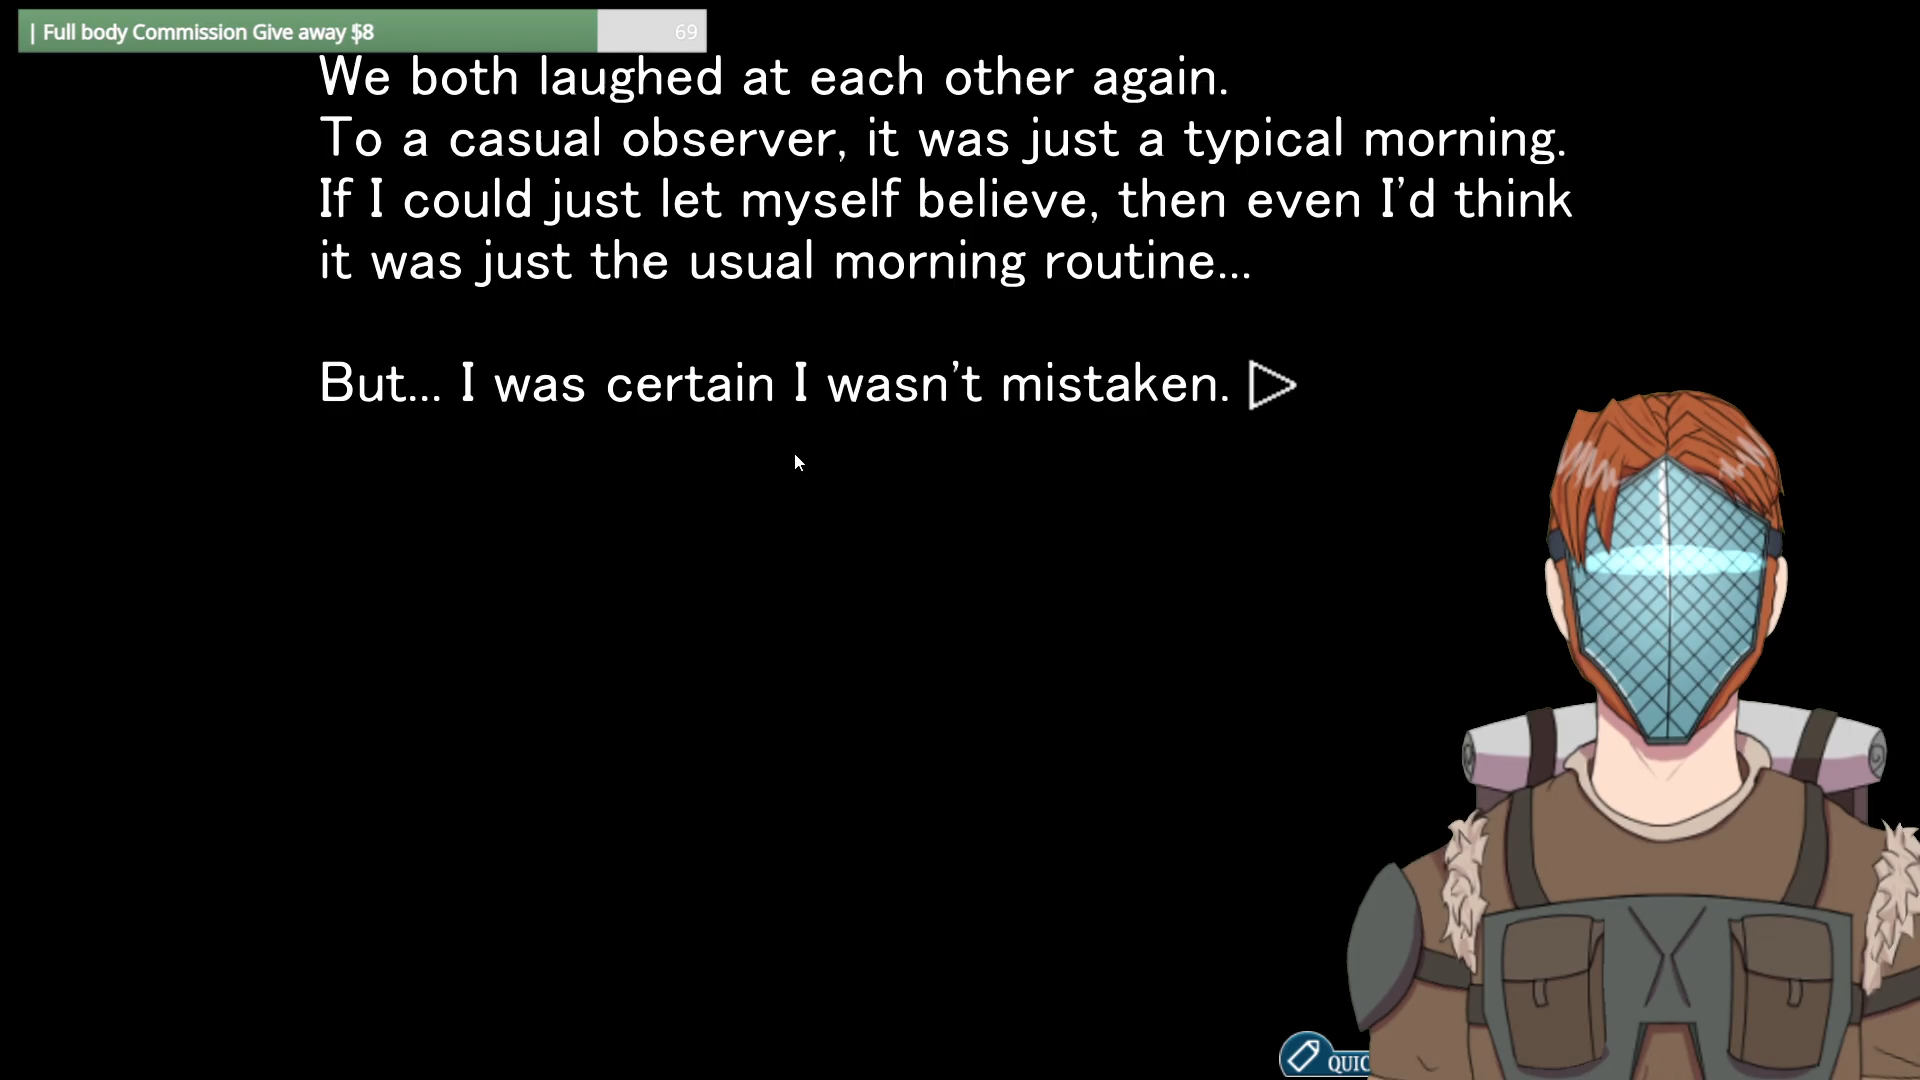 | Full body Commission Give away $8
69
We both laughed at each other again.
To a casual observer, it was just a typical morning.
If I could just let myself believe, then even I'd think
it was just the usual morning routine...
But... I was certain I wasn't mistaken.
QUIC